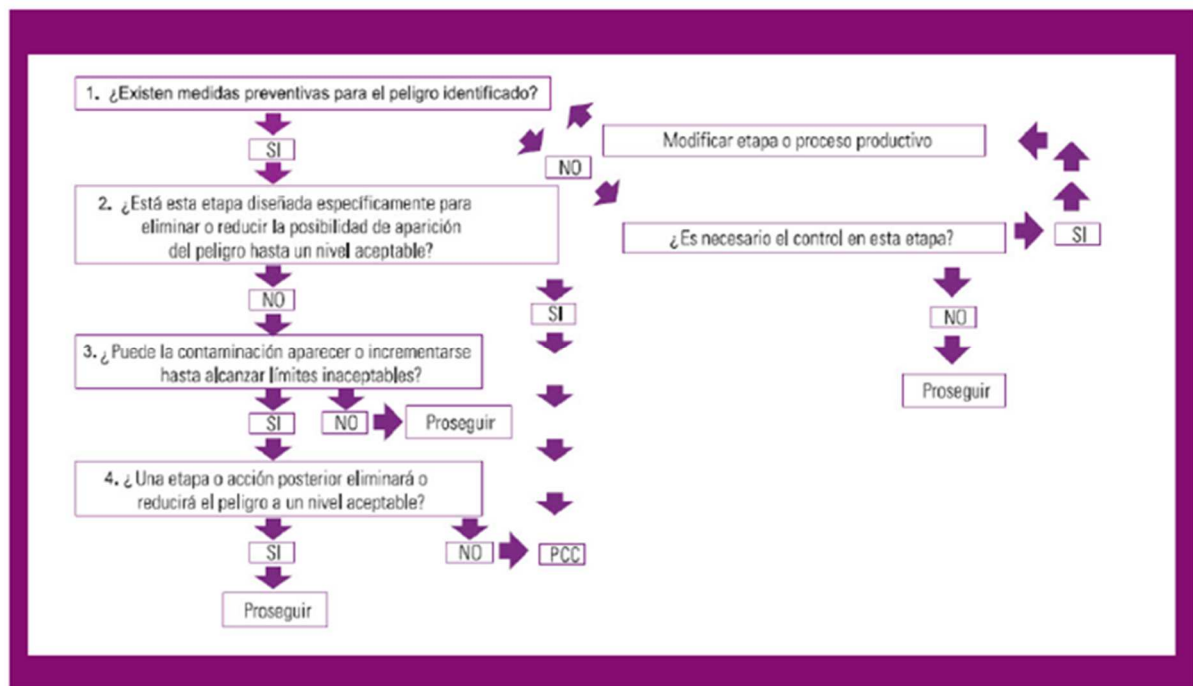 1. ¿Existen medidas preventivas para el peligro identificado?
SI
NO
Modificar etapa o proceso productivo
2. ¿Está esta etapa diseñada específicamente para
eliminar o reducir la posibilidad de aparición
del peligro hasta un nivel aceptable?
¿Es necesario el control en esta etapa?
SI
NO
SI
NO
Proseguir
3. ¿Puede la contaminación aparecer o incrementarse
hasta alcanzar límites inaceptables?
SI
NO
Proseguir
4. ¿Una etapa o acción posterior eliminará o
reducirá el peligro a un nivel aceptable?
SI
NO
PCC
Proseguir